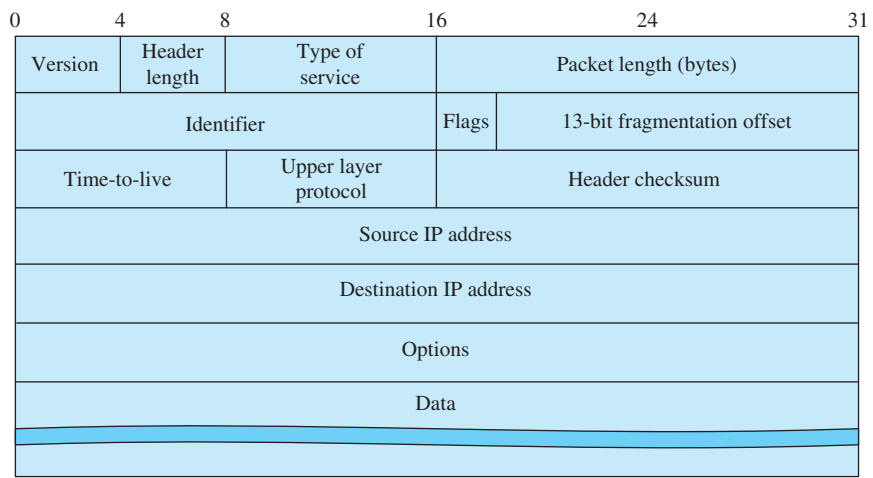 0 4 8 16 24 31
Version
Header
length
Type of
service
Packet length (bytes)
Identifier
Flags
13-bit fragmentation offset
Time-to-live
Upper layer
protocol
Header checksum
Source IP address
Destination IP address
Options
Data